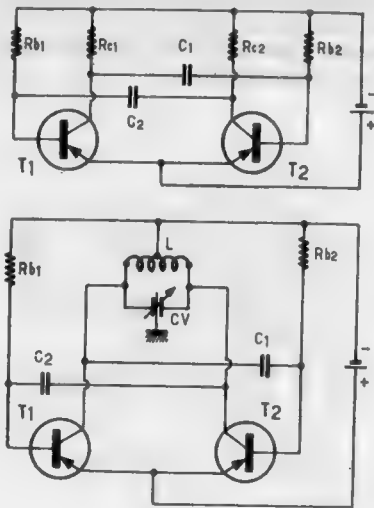 Rb1 Rc1 C1 Rc2 Rb2
-
C2
+
T1 T2
L
Rb1 Rb2
CV
C1
C2
-
+
T1 T2